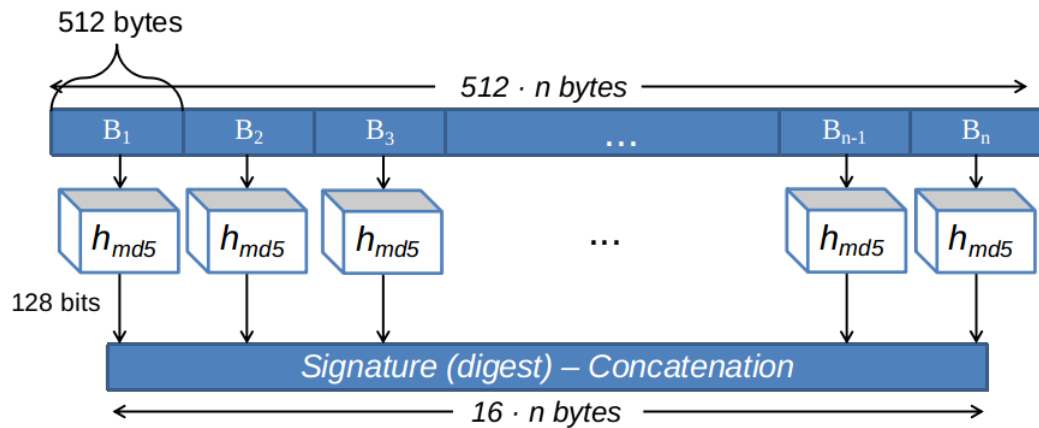 512 bytes
512 · n bytes
B1 B2 B3 ... Bn-1 Bn
hmd5 hmd5 hmd5 ... hmd5 hmd5
128 bits
Signature (digest) – Concatenation
16 · n bytes